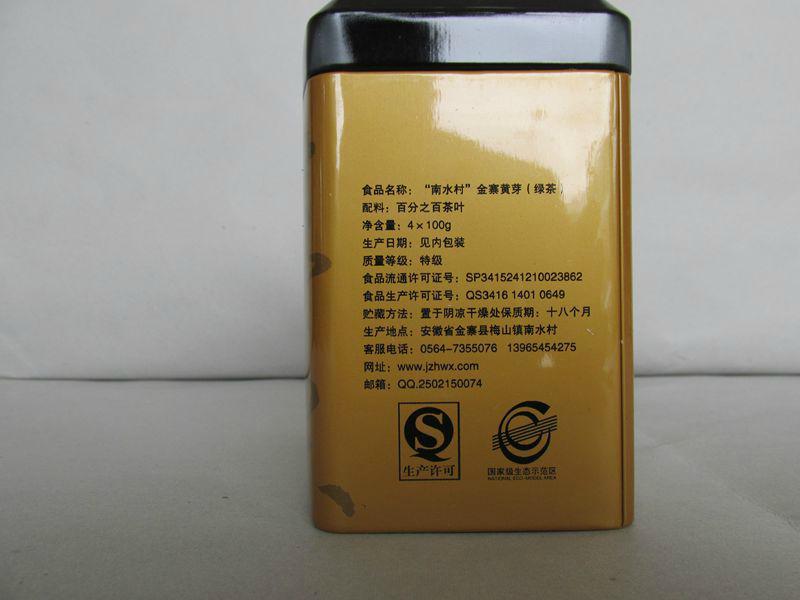 食品名称：“南水村”金寨黄芽（绿茶）
配料：百分之百茶叶
净含量：4×100g
生产日期：见内包装
质量等级：特级
食品流通许可证号：SP3415241210023862
食品生产许可证号：QS3416 1401 0649
贮藏方法：置于阴凉干燥处保质期：十八个月
生产地点：安徽省金寨县梅山镇南水村
客服电话：0564-7355076 13965454275
网址：www.jzhwx.com
邮箱：QQ.2502150074
QS
生产许可
国家级生态示范区
NATIONAL ECO-MODEL AREA